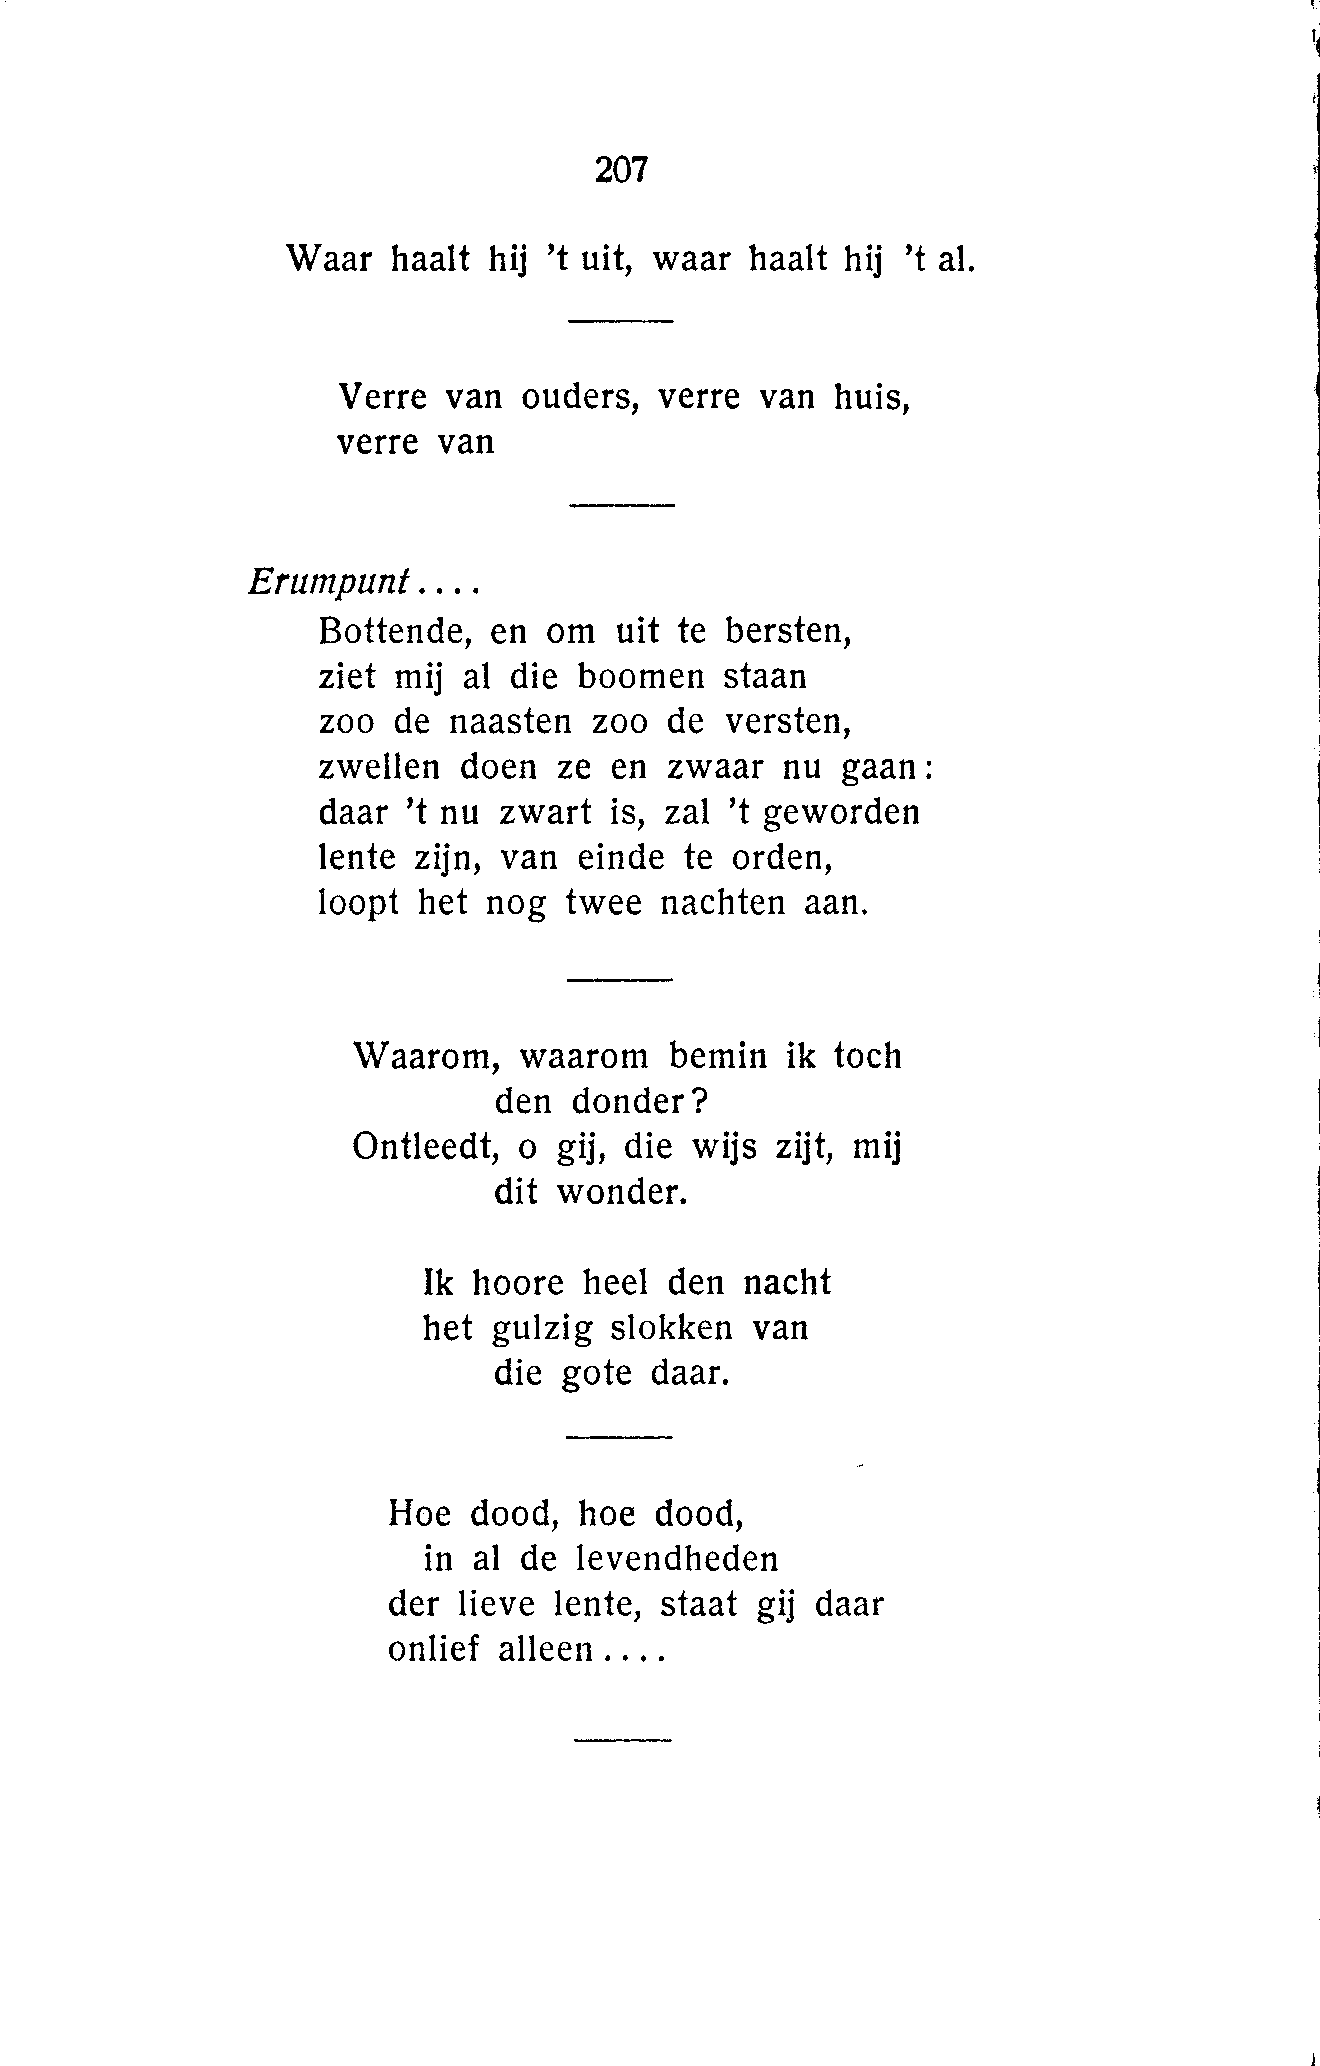 207
Waar haalt hij 't uit, waar haalt hij 't al.
Verre van ouders, verre van huis,
verre van
Erumpunt....
Bottende, en om uit te bersten,
ziet mij al die boomen staan
zoo de naasten zoo de versten,
zwellen doen ze en zwaar nu gaan:
daar 't nu zwart is, zal 't geworden
lente zijn, van einde te orden,
loopt het nog twee nachten aan.
Waarom, waarom bemin ik toch
den donder?
Ontleedt, o gij, die wijs zijt, mij
dit wonder.
Ik hoore heel den nacht
het gulzig slokken van
die gote daar.
Hoe dood, hoe dood,
in al de levendheden
der lieve lente, staat gij daar
onlief alleen....